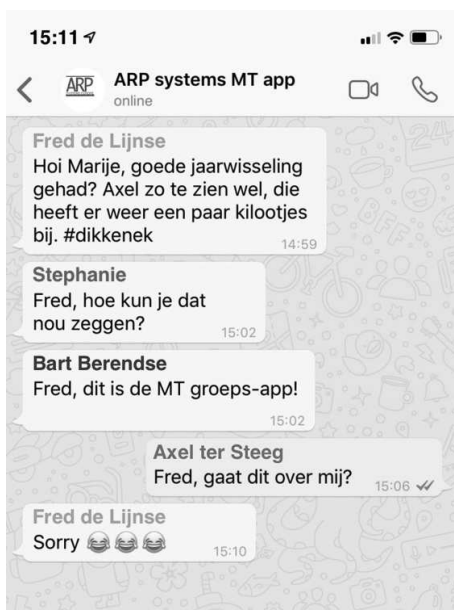 15:11
ARP
ARP systems MT app
online
Fred de Lijnse
Hoi Marije, goede jaarwisseling
gehad? Axel zo te zien wel, die
heeft er weer een paar kilootjes
bij. #dikkenek
14:59
Stephanie
Fred, hoe kun je dat
nou zeggen?
15:02
Bart Berendse
Fred, dit is de MT groeps-app!
15:02
Axel ter Steeg
Fred, gaat dit over mij?
15:06
Fred de Lijnse
Sorry 😂 😂 😂
15:10